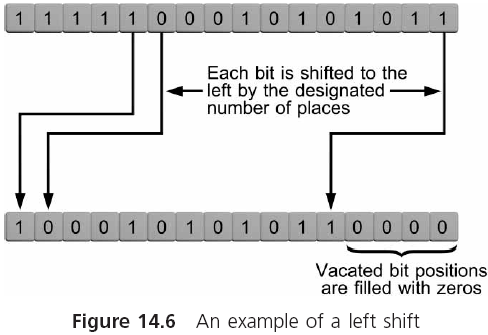 1 1 1 1 1 0 0 0 1 0 1 0 1 0 1 1
Each bit is shifted to the
left by the designated
number of places
1 0 0 0 1 0 1 0 1 0 1 1 0 0 0 0
Vacated bit positions
are filled with zeros
Figure 14.6 An example of a left shift